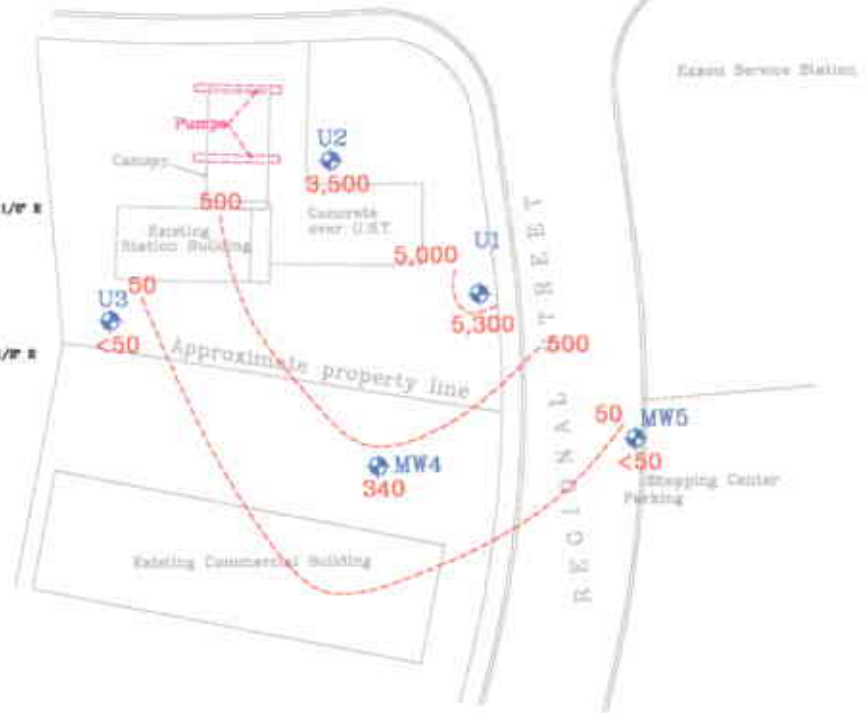 Exxon Service Station
Pumps
Canopy
U2
3,500
500
Concrete
over U.S.T.
Existing
Station Building
5,000
U1
5,300
50
U3
<50
Approximate property line
500
REGIONAL STREET
50
MW5
<50
Shopping Center
Parking
MW4
340
Existing Commercial Building